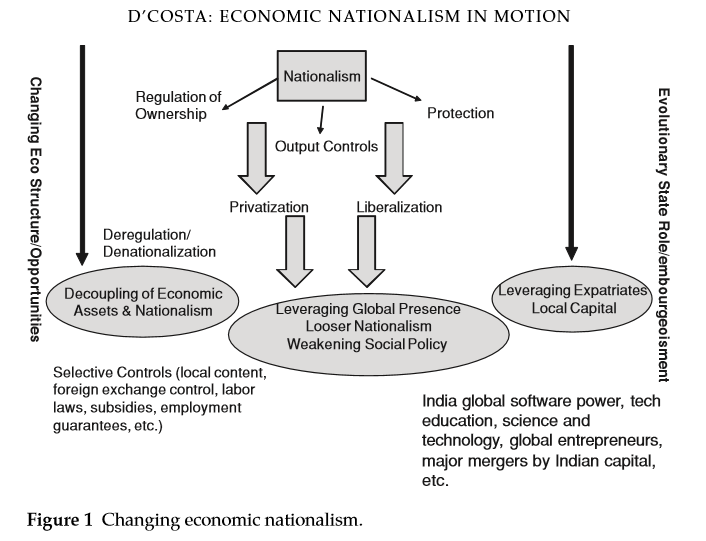 D'COSTA: ECONOMIC NATIONALISM IN MOTION
Changing Eco Structure/Opportunities
Nationalism
Regulation of
Ownership
Output Controls
Protection
Privatization
Liberalization
Deregulation/
Denationalization
Decoupling of Economic
Assets & Nationalism
Leveraging Global Presence
Looser Nationalism
Weakening Social Policy
Leveraging Expatriates
Local Capital
Evolutionary State Role/embourgeoisment
Selective Controls (local content,
foreign exchange control, labor
laws, subsidies, employment
guarantees, etc.)
India global software power, tech
education, science and
technology, global entrepreneurs,
major mergers by Indian capital,
etc.
Figure 1 Changing economic nationalism.